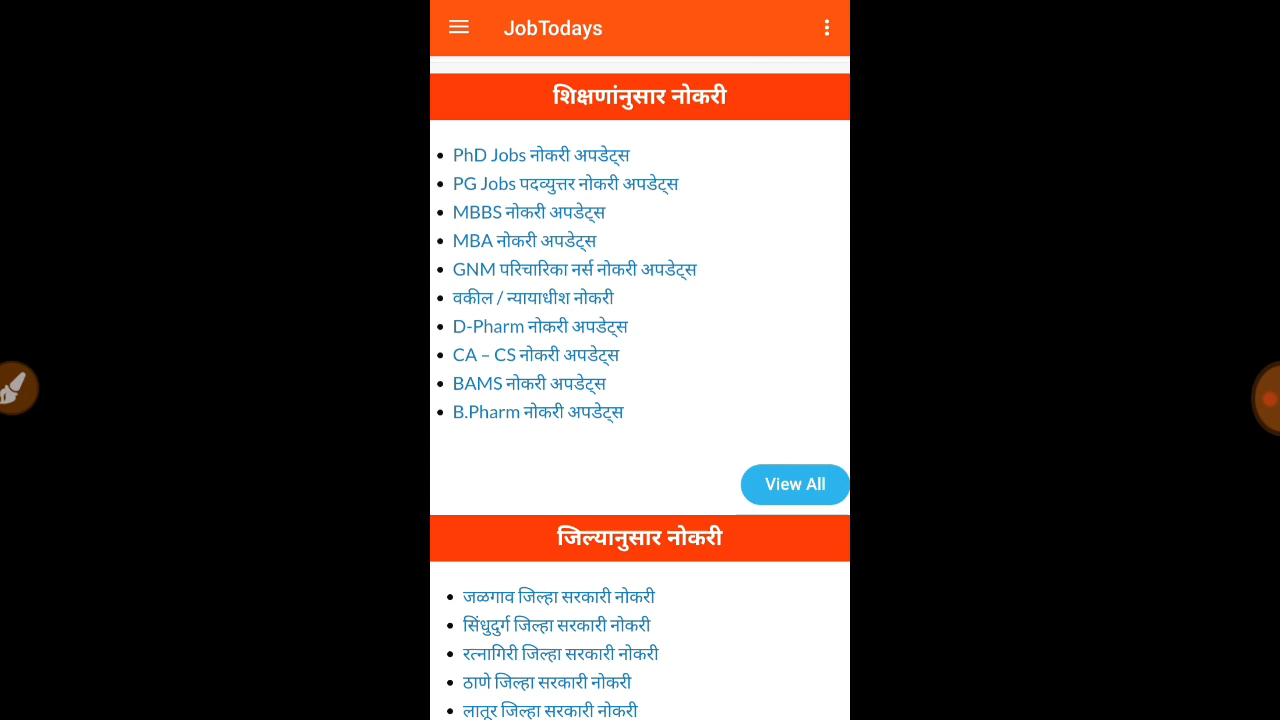 JobTodays
शिक्षणांनुसार नोकरी
PhD Jobs नोकरी अपडेट्स
PG Jobs पदव्युत्तर नोकरी अपडेट्स
MBBS नोकरी अपडेट्स
MBA नोकरी अपडेट्स
GNM परिचारिका नर्स नोकरी अपडेट्स
वकील / न्यायाधीश नोकरी
D-Pharm नोकरी अपडेट्स
CA – CS नोकरी अपडेट्स
BAMS नोकरी अपडेट्स
B.Pharm नोकरी अपडेट्स
View All
जिल्यानुसार नोकरी
जळगाव जिल्हा सरकारी नोकरी
सिंधुदुर्ग जिल्हा सरकारी नोकरी
रत्नागिरी जिल्हा सरकारी नोकरी
ठाणे जिल्हा सरकारी नोकरी
लातूर जिल्हा सरकारी नोकरी